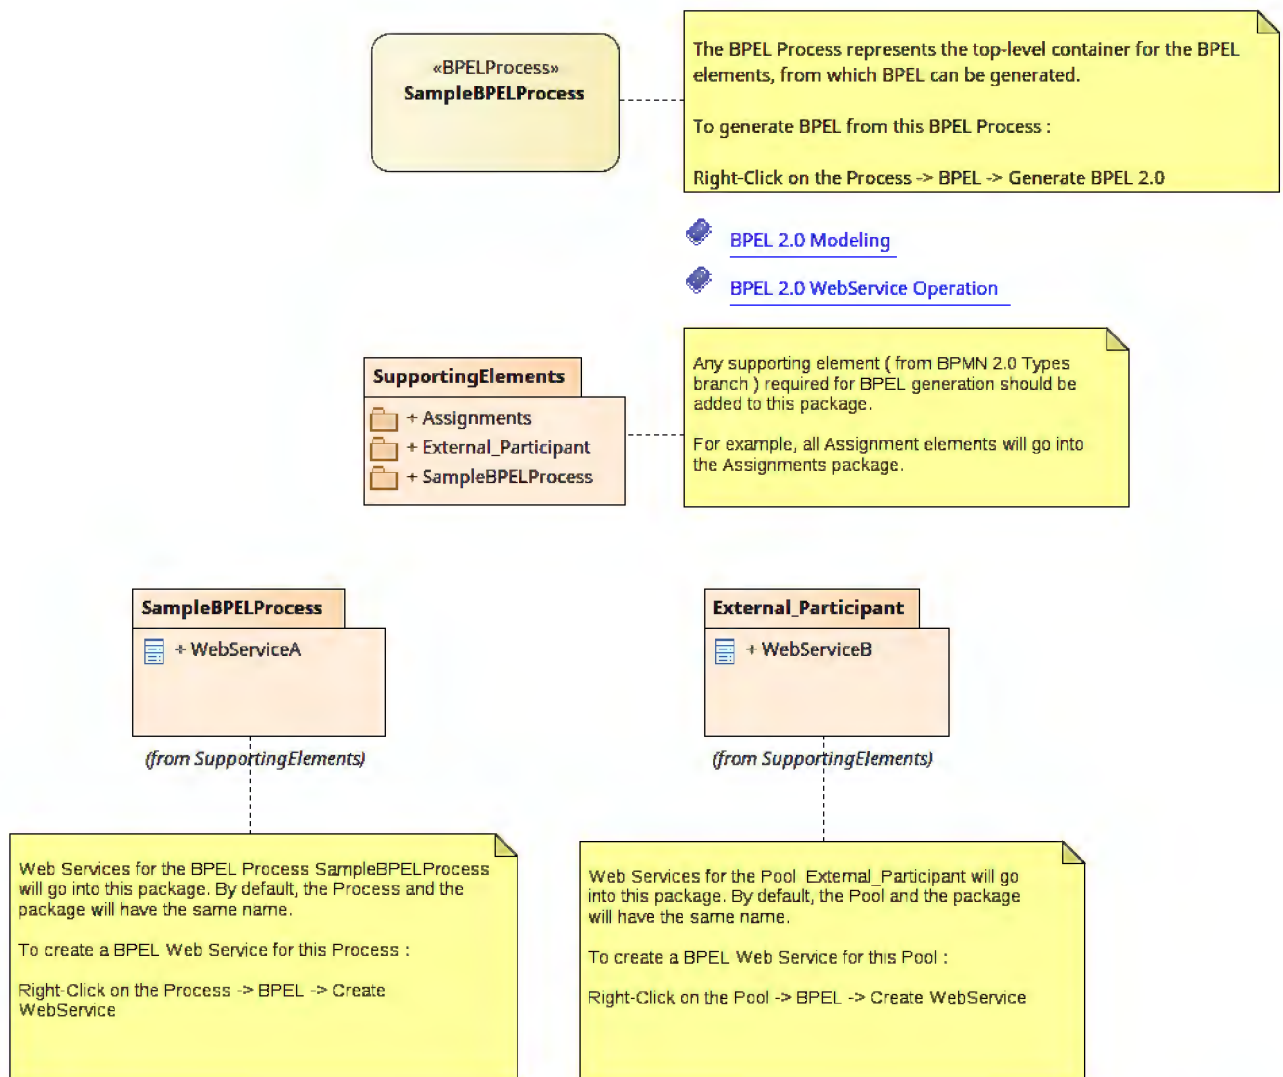 «BPELProcess»
SampleBPELProcess
The BPEL Process represents the top-level container for the BPEL
elements, from which BPEL can be generated.
To generate BPEL from this BPEL Process :
Right-Click on the Process -> BPEL -> Generate BPEL 2.0
BPEL 2.0 Modeling
BPEL 2.0 WebService Operation
SupportingElements
+ Assignments
+ External_Participant
+ SampleBPELProcess
Any supporting element ( from BPMN 2.0 Types
branch ) required for BPEL generation should be
added to this package.
For example, all Assignment elements will go into
the Assignments package.
SampleBPELProcess
+ WebServiceA
(from SupportingElements)
External_Participant
+ WebServiceB
(from SupportingElements)
Web Services for the BPEL Process SampleBPELProcess
will go into this package. By default, the Process and the
package will have the same name.
To create a BPEL Web Service for this Process :
Right-Click on the Process -> BPEL -> Create
WebService
Web Services for the Pool External_Participant will go
into this package. By default, the Pool and the package
will have the same name.
To create a BPEL Web Service for this Pool :
Right-Click on the Pool -> BPEL -> Create WebService